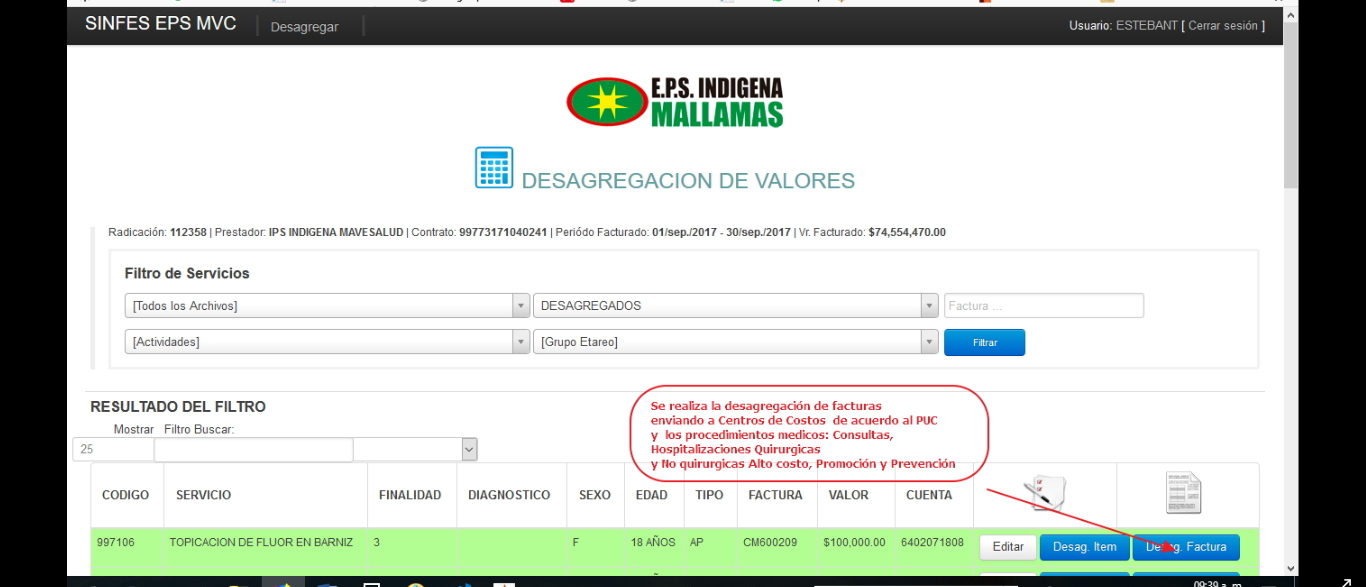 SINFES EPS MVC
Desagregar
Usuario: ESTEBANT [ Cerrar sesión ]
E.P.S. INDIGENA
MALLAMAS
DESAGREGACION DE VALORES
Radicación: 112358 | Prestador: IPS INDIGENA MAVESALUD | Contrato: 99773171040241 | Periódo Facturado: 01/sep./2017 - 30/sep./2017 | Vr. Facturado: $74,554,470.00
Filtro de Servicios
[Todos los Archivos]
DESAGREGADOS
Factura ...
[Actividades]
[Grupo Etareo]
Filtrar
RESULTADO DEL FILTRO
Mostrar Filtro Buscar:
25
Se realiza la desagregación de facturas
enviando a Centros de Costos de acuerdo al PUC
y los procedimientos medicos: Consultas,
Hospitalizaciones Quirurgicas
y No quirurgicas Alto costo, Promoción y Prevención
CODIGO SERVICIO FINALIDAD DIAGNOSTICO SEXO EDAD TIPO FACTURA VALOR CUENTA
997106 TOPICACION DE FLUOR EN BARNIZ 3 F 18 AÑOS AP CM600209 $100,000.00 6402071808 Editar Desag. Item Desag. Factura
09:39 a. m.